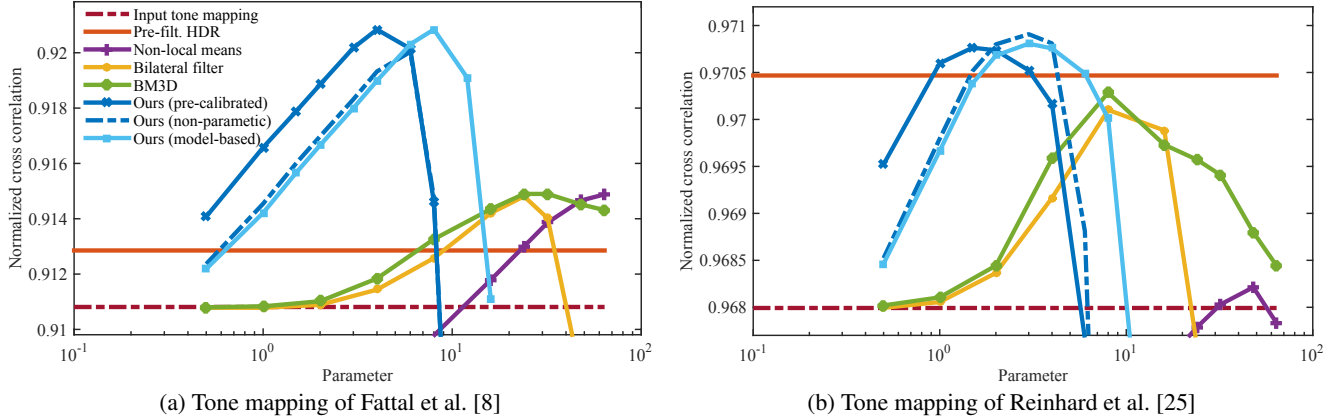 Input tone mapping
Pre-filt. HDR
Non-local means
Bilateral filter
BM3D
Ours (pre-calibrated)
Ours (non-parametic)
Ours (model-based)
Normalized cross correlation
0.92
0.918
0.916
0.914
0.912
0.91
10^-1
10^0
10^1
10^2
Parameter
(a) Tone mapping of Fattal et al. [8]
Normalized cross correlation
0.971
0.9705
0.97
0.9695
0.969
0.9685
0.968
10^-1
10^0
10^1
10^2
Parameter
(b) Tone mapping of Reinhard et al. [25]